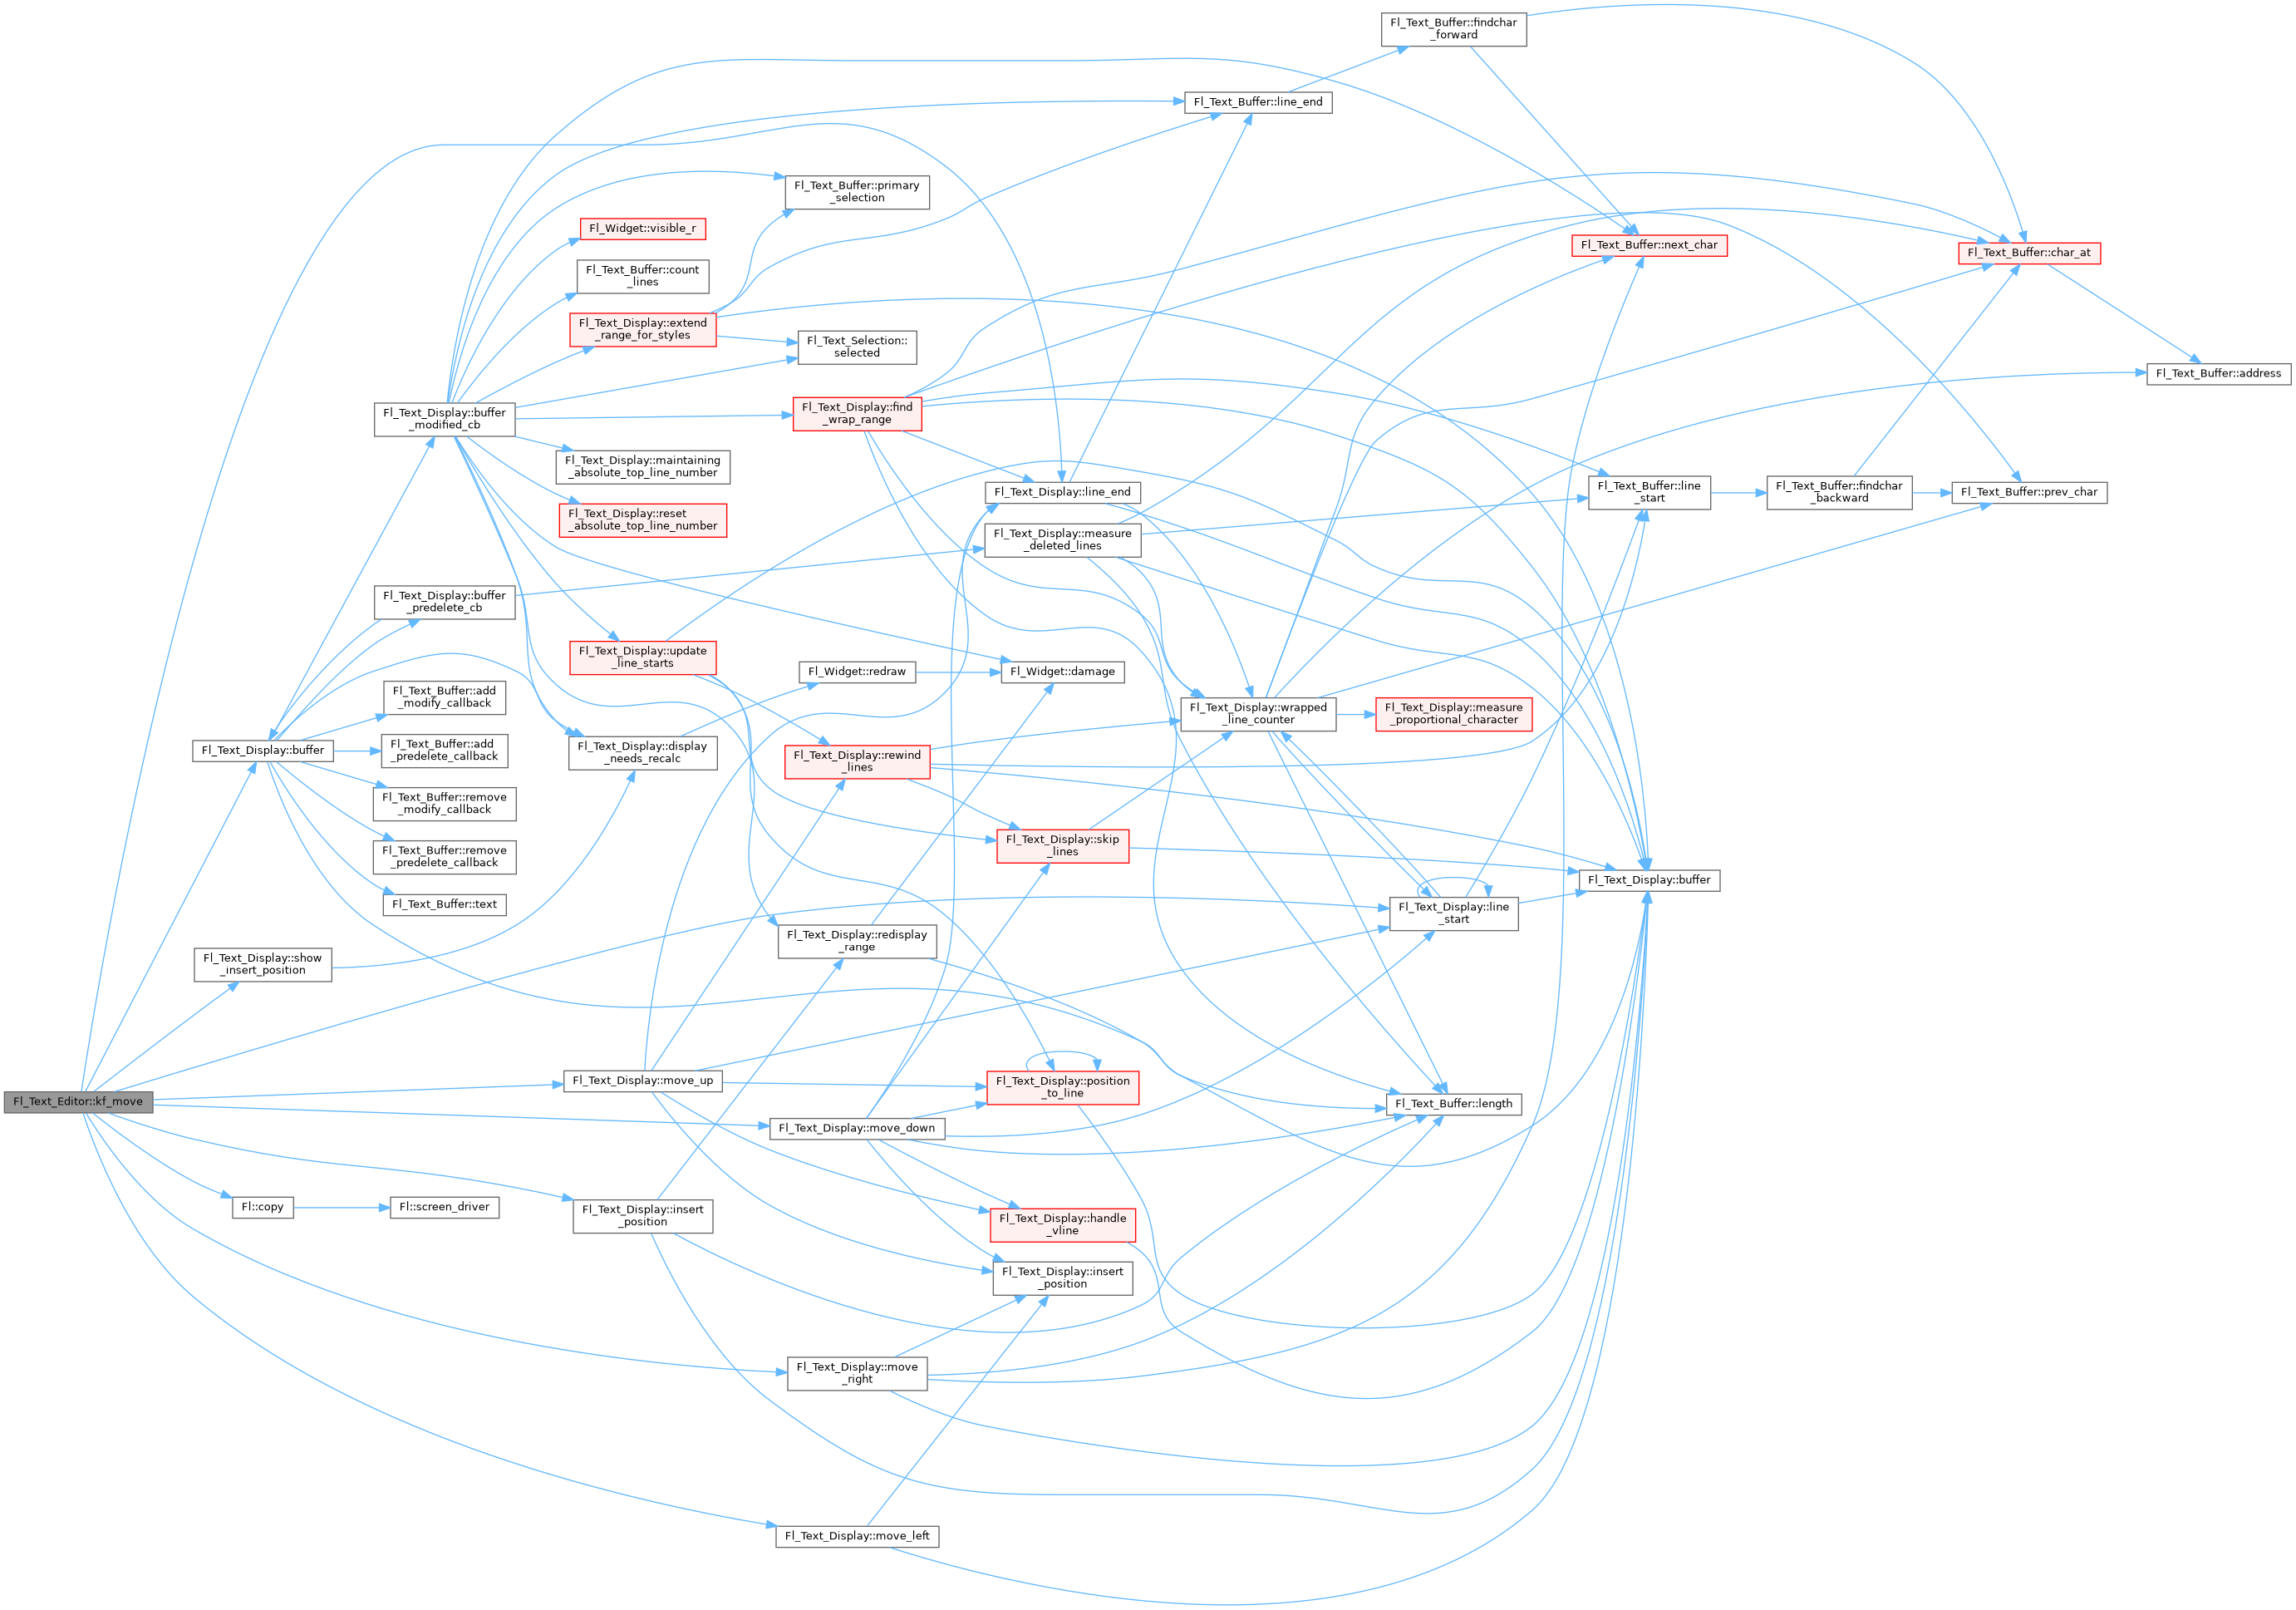 Fl_Text_Buffer::findchar
_forward
Fl_Text_Buffer::line_end
Fl_Text_Buffer::primary
_selection
Fl_Widget::visible_r
Fl_Text_Buffer::next_char
Fl_Text_Buffer::char_at
Fl_Text_Buffer::count
_lines
Fl_Text_Display::extend
_range_for_styles
Fl_Text_Selection::
selected
Fl_Text_Buffer::address
Fl_Text_Display::buffer
_modified_cb
Fl_Text_Display::find
_wrap_range
Fl_Text_Display::maintaining
_absolute_top_line_number
Fl_Text_Display::line_end
Fl_Text_Buffer::line
_start
Fl_Text_Buffer::findchar
_backward
Fl_Text_Buffer::prev_char
Fl_Text_Display::reset
_absolute_top_line_number
Fl_Text_Display::measure
_deleted_lines
Fl_Text_Display::buffer
_predelete_cb
Fl_Text_Display::update
_line_starts
Fl_Widget::redraw
Fl_Widget::damage
Fl_Text_Buffer::add
_modify_callback
Fl_Text_Display::wrapped
_line_counter
Fl_Text_Display::measure
_proportional_character
Fl_Text_Display::buffer
Fl_Text_Buffer::add
_predelete_callback
Fl_Text_Display::display
_needs_recalc
Fl_Text_Display::rewind
_lines
Fl_Text_Buffer::remove
_modify_callback
Fl_Text_Buffer::remove
_predelete_callback
Fl_Text_Display::skip
_lines
Fl_Text_Display::buffer
Fl_Text_Buffer::text
Fl_Text_Display::line
_start
Fl_Text_Display::redisplay
_range
Fl_Text_Display::show
_insert_position
Fl_Text_Display::move_up
Fl_Text_Display::position
_to_line
Fl_Text_Editor::kf_move
Fl_Text_Buffer::length
Fl_Text_Display::move_down
Fl::copy
Fl::screen_driver
Fl_Text_Display::insert
_position
Fl_Text_Display::handle
_vline
Fl_Text_Display::insert
_position
Fl_Text_Display::move
_right
Fl_Text_Display::move_left